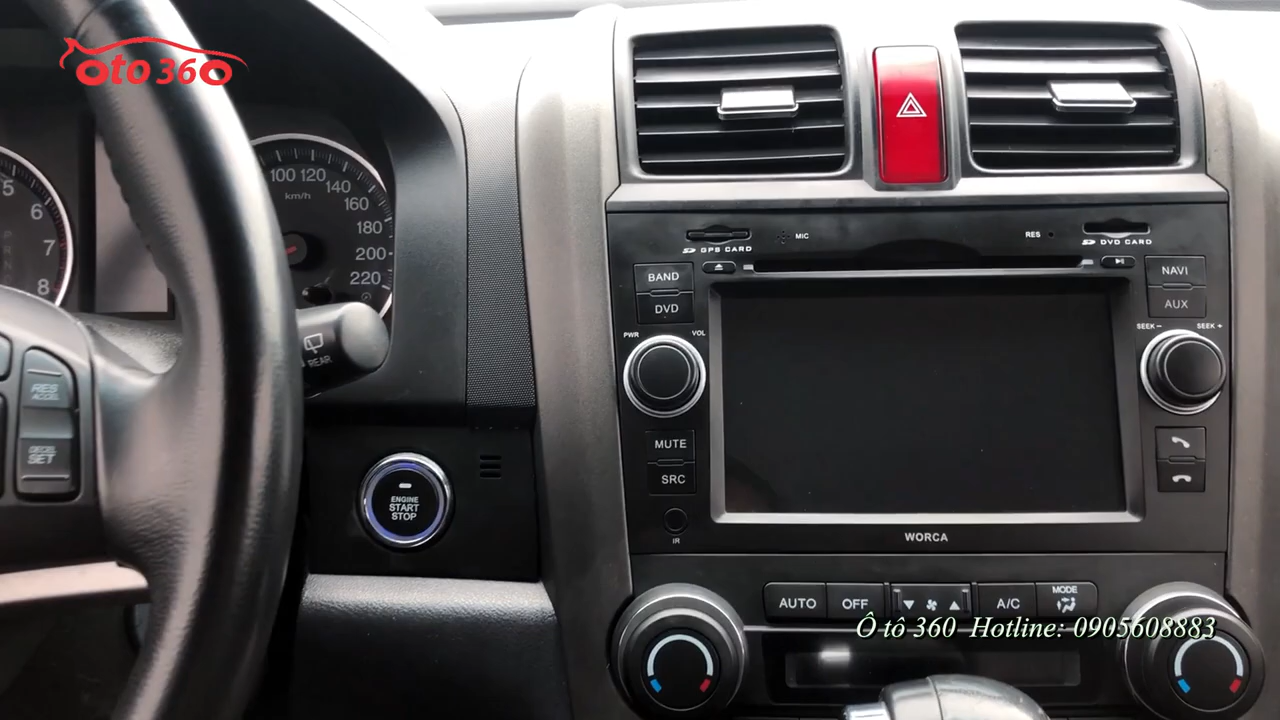 oto 360
5
6
7
8
100 120
140
160
180
200
220
km/h
REAR
RES
ACCEL
DECEL
SET
ENGINE
START
STOP
GPS CARD
MIC
RES
DVD CARD
BAND
DVD
NAVI
AUX
PWR
VOL
SEEK -
SEEK +
MUTE
SRC
IR
WORCA
AUTO
OFF
A/C
MODE
Ô tô 360 Hotline: 0905608883